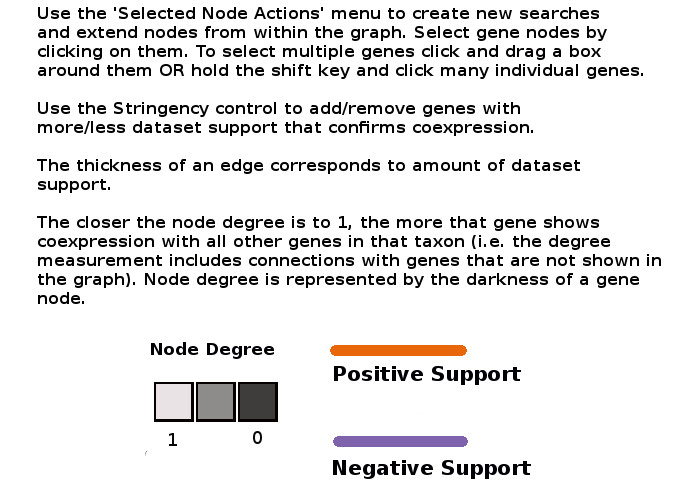 Use the 'Selected Node Actions' menu to create new searches
and extend nodes from within the graph. Select gene nodes by
clicking on them. To select multiple genes click and drag a box
around them OR hold the shift key and click many individual genes.
Use the Stringency control to add/remove genes with
more/less dataset support that confirms coexpression.
The thickness of an edge corresponds to amount of dataset
support.
The closer the node degree is to 1, the more that gene shows
coexpression with all other genes in that taxon (i.e. the degree
measurement includes connections with genes that are not shown in
the graph). Node degree is represented by the darkness of a gene
node.
Node Degree
Positive Support
1 0
Negative Support